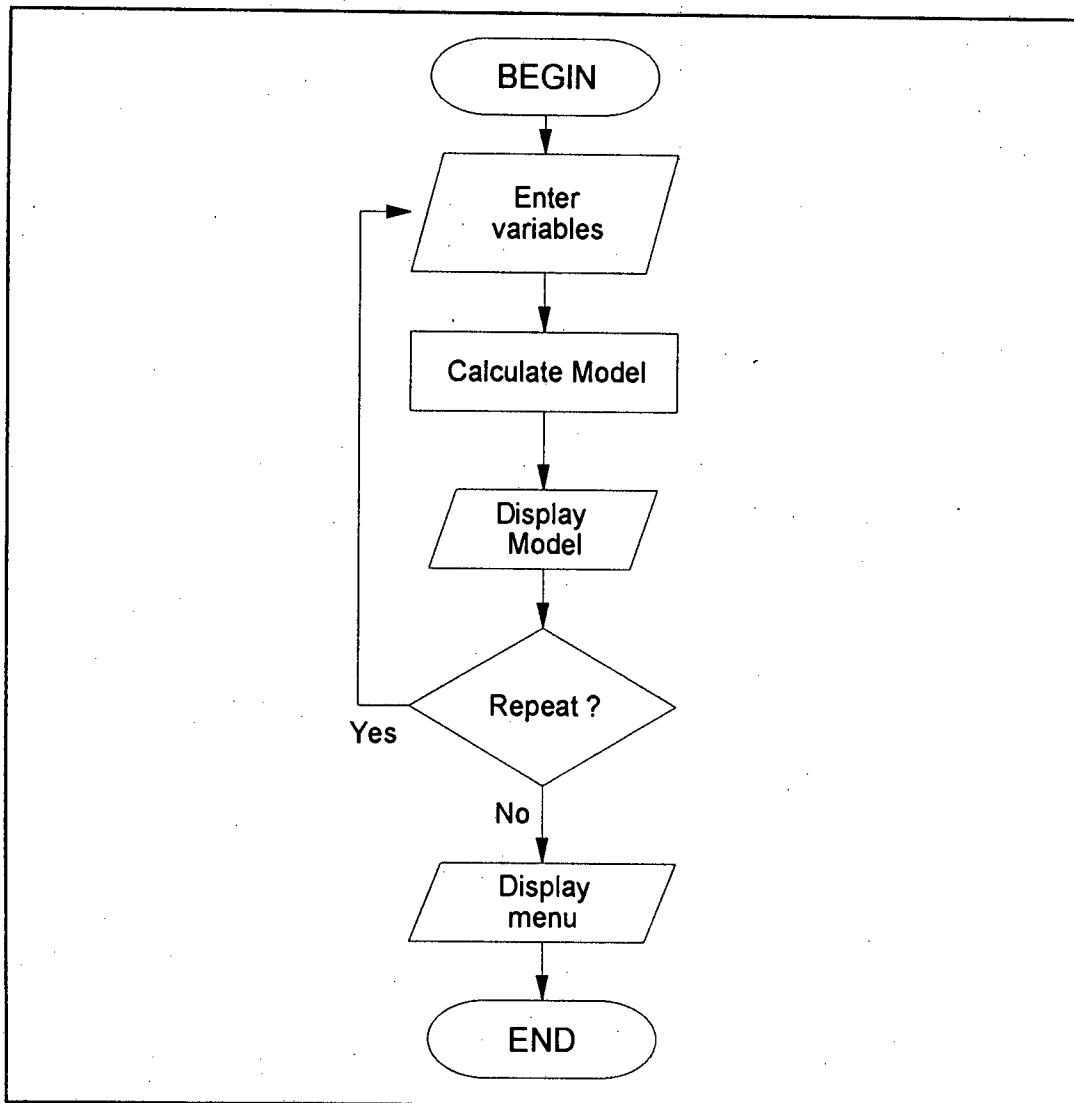 BEGIN
Enter
variables
Calculate Model
Display
Model
Repeat ?
Yes
No
Display
menu
END